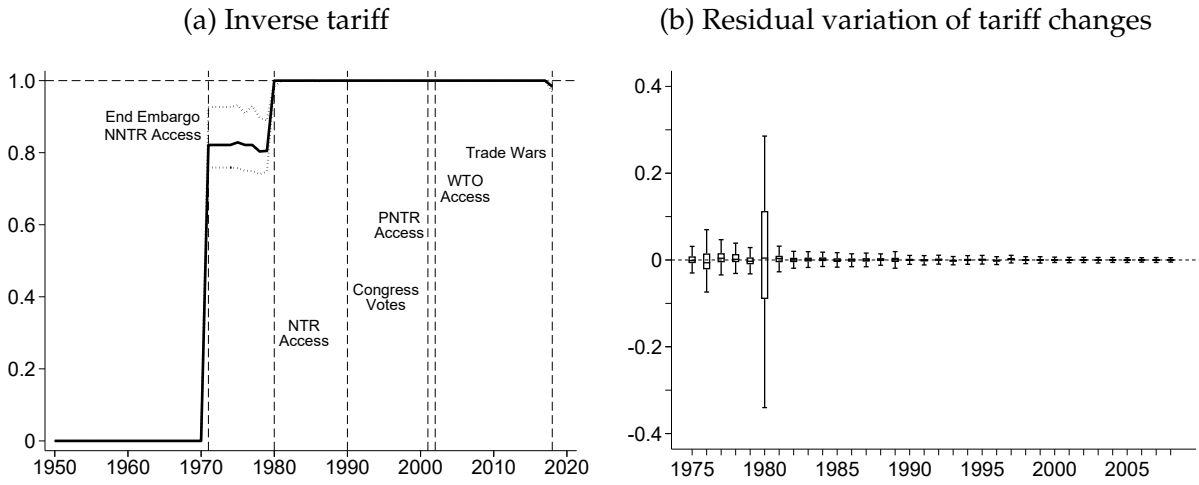 (a) Inverse tariff
1.0
0.8
0.6
0.4
0.2
0
End Embargo
NNTR Access
Trade Wars
WTO
Access
PNTR
Access
Congress
Votes
NTR
Access
1950 1960 1970 1980 1990 2000 2010 2020
(b) Residual variation of tariff changes
0.4
0.2
0
-0.2
-0.4
1975 1980 1985 1990 1995 2000 2005